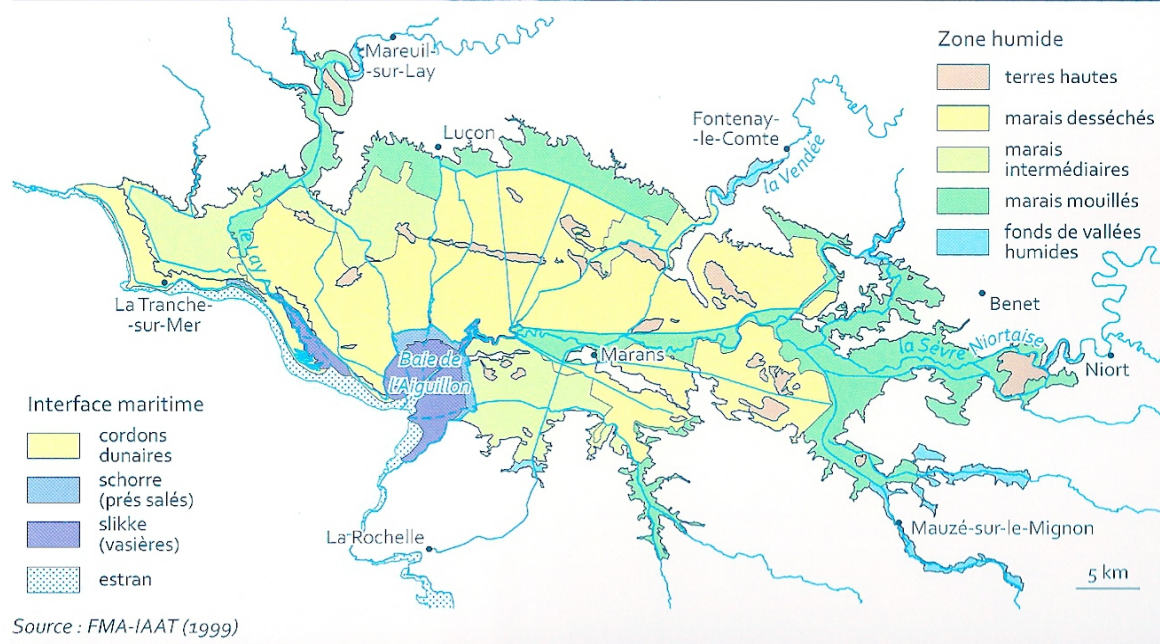 Mareuil-
-sur-Lay
Luçon
Fontenay-
-le-Comte
la Vendée
Zone humide
terres hautes
marais desséchés
marais
intermédiaires
marais mouillés
fonds de vallées
humides
le Lay
La Tranche-
-sur-Mer
Benet
Baie de
l'Aiguillon
Marans
la Sèvre Niortaise
Niort
Interface maritime
cordons
dunaires
schorre
(prés salés)
slikke
(vasières)
estran
La Rochelle
Mauzé-sur-le-Mignon
5 km
Source : FMA-IAAT (1999)